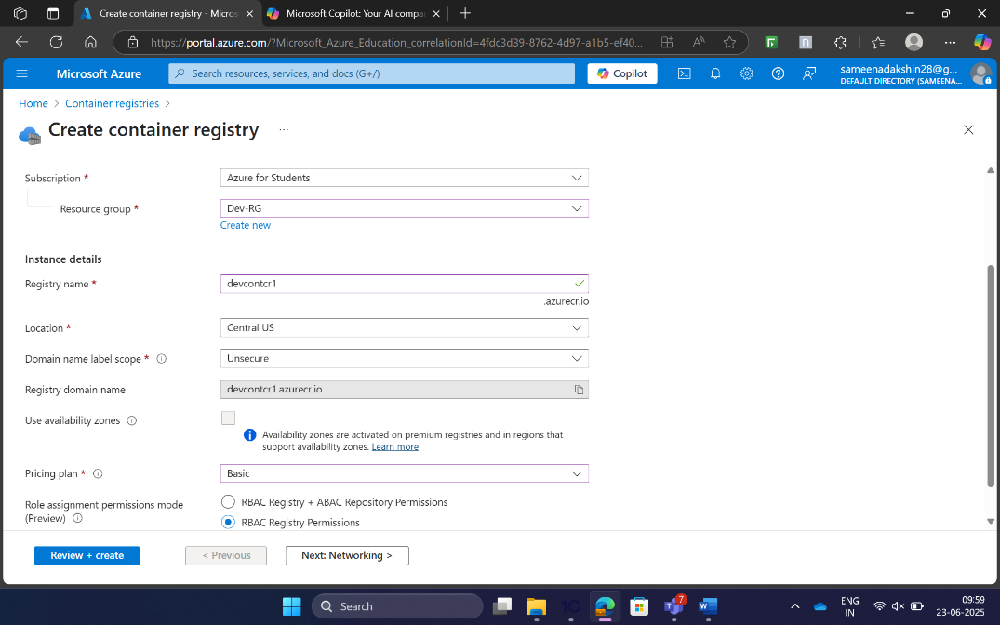 Create container registry - Micros
Microsoft Copilot: Your AI compa
https://portal.azure.com/?Microsoft_Azure_Education_correlationId=4fdc3d39-8762-4d97-a1b5-ef40...
Microsoft Azure
Search resources, services, and docs (G+/)
Copilot
sameenadakshin28@g...
DEFAULT DIRECTORY (SAMEENA...
Home > Container registries >
Create container registry ...
Subscription *
Azure for Students
Resource group *
Dev-RG
Create new
Instance details
Registry name *
devcontcr1
.azurecr.io
Location *
Central US
Domain name label scope *
Unsecure
Registry domain name
devcontcr1.azurecr.io
Use availability zones
Availability zones are activated on premium registries and in regions that
support availability zones. Learn more
Pricing plan *
Basic
Role assignment permissions mode
(Preview)
RBAC Registry + ABAC Repository Permissions
RBAC Registry Permissions
Review + create
< Previous
Next: Networking >
Search
7
ENG
IN
09:59
23-06-2025